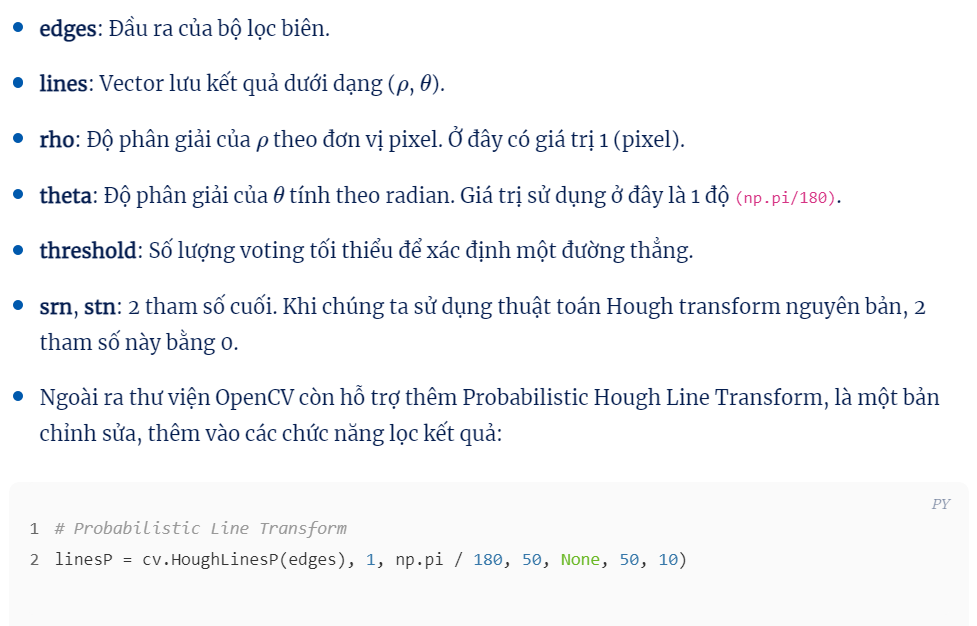 edges: Đầu ra của bộ lọc biên.
lines: Vector lưu kết quả dưới dạng (ρ, θ).
rho: Độ phân giải của ρ theo đơn vị pixel. Ở đây có giá trị 1 (pixel).
theta: Độ phân giải của θ tính theo radian. Giá trị sử dụng ở đây là 1 độ (np.pi/180).
threshold: Số lượng voting tối thiểu để xác định một đường thẳng.
srn, stn: 2 tham số cuối. Khi chúng ta sử dụng thuật toán Hough transform nguyên bản, 2
tham số này bằng 0.
Ngoài ra thư viện OpenCV còn hỗ trợ thêm Probabilistic Hough Line Transform, là một bản
chỉnh sửa, thêm vào các chức năng lọc kết quả:
PY
1 # Probabilistic Line Transform
2 linesP = cv.HoughLinesP(edges), 1, np.pi / 180, 50, None, 50, 10)